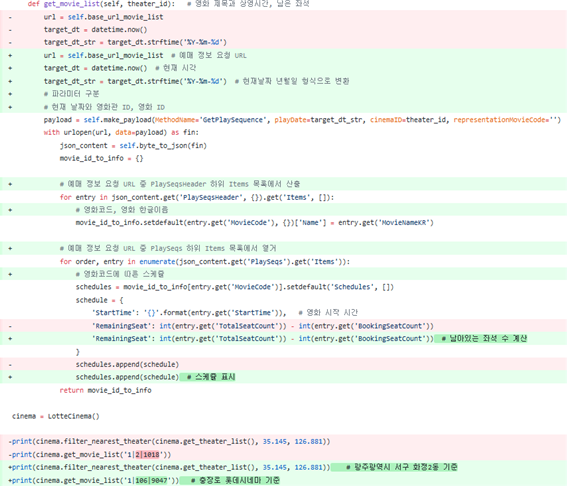 def get_movie_list(self, theater_id):   # 영화 제목과 상영시간, 남은 좌석
-        url = self.base_url_movie_list
-        target_dt = datetime.now()
-        target_dt_str = target_dt.strftime('%Y-%m-%d')
+        url = self.base_url_movie_list  # 예매 정보 요청 URL
+        target_dt = datetime.now()  # 현재 시각
+        target_dt_str = target_dt.strftime('%Y-%m-%d')  # 현재날짜 년월일 형식으로 변환
+        # 파라미터 구분
+        # 현재 날짜와 영화관 ID, 영화 ID
payload = self.make_payload(MethodName='GetPlaySequence', playDate=target_dt_str, cinemaID=theater_id, representationMovieCode='')
with urlopen(url, data=payload) as fin:
json_content = self.byte_to_json(fin)
movie_id_to_info = {}
+            # 예매 정보 요청 URL 중 PlaySeqsHeader 하위 Items 목록에서 산출
for entry in json_content.get('PlaySeqsHeader', {}).get('Items', []):
+                # 영화코드, 영화 한글이름
movie_id_to_info.setdefault(entry.get('MovieCode'), {})['Name'] = entry.get('MovieNameKR')
+            # 예매 정보 요청 URL 중 PlaySeqs 하위 Items 목록에서 열거
for order, entry in enumerate(json_content.get('PlaySeqs').get('Items')):
+                # 영화코드에 따른 스케쥴
schedules = movie_id_to_info[entry.get('MovieCode')].setdefault('Schedules', [])
schedule = {
'StartTime': '{}'.format(entry.get('StartTime')),   # 영화 시작 시간
-                    'RemainingSeat': int(entry.get('TotalSeatCount')) - int(entry.get('BookingSeatCount'))
+                    'RemainingSeat': int(entry.get('TotalSeatCount')) - int(entry.get('BookingSeatCount'))  # 남아있는 좌석 수 계산
}
-                schedules.append(schedule)
+                schedules.append(schedule)  # 스케쥴 표시
return movie_id_to_info
cinema = LotteCinema()
-print(cinema.filter_nearest_theater(cinema.get_theater_list(), 35.145, 126.881))
-print(cinema.get_movie_list('1|2|1018'))
+print(cinema.filter_nearest_theater(cinema.get_theater_list(), 35.145, 126.881))    # 광주광역시 서구 화정2동 기준
+print(cinema.get_movie_list('1|106|9047'))   # 충장로 롯데시네마 기준